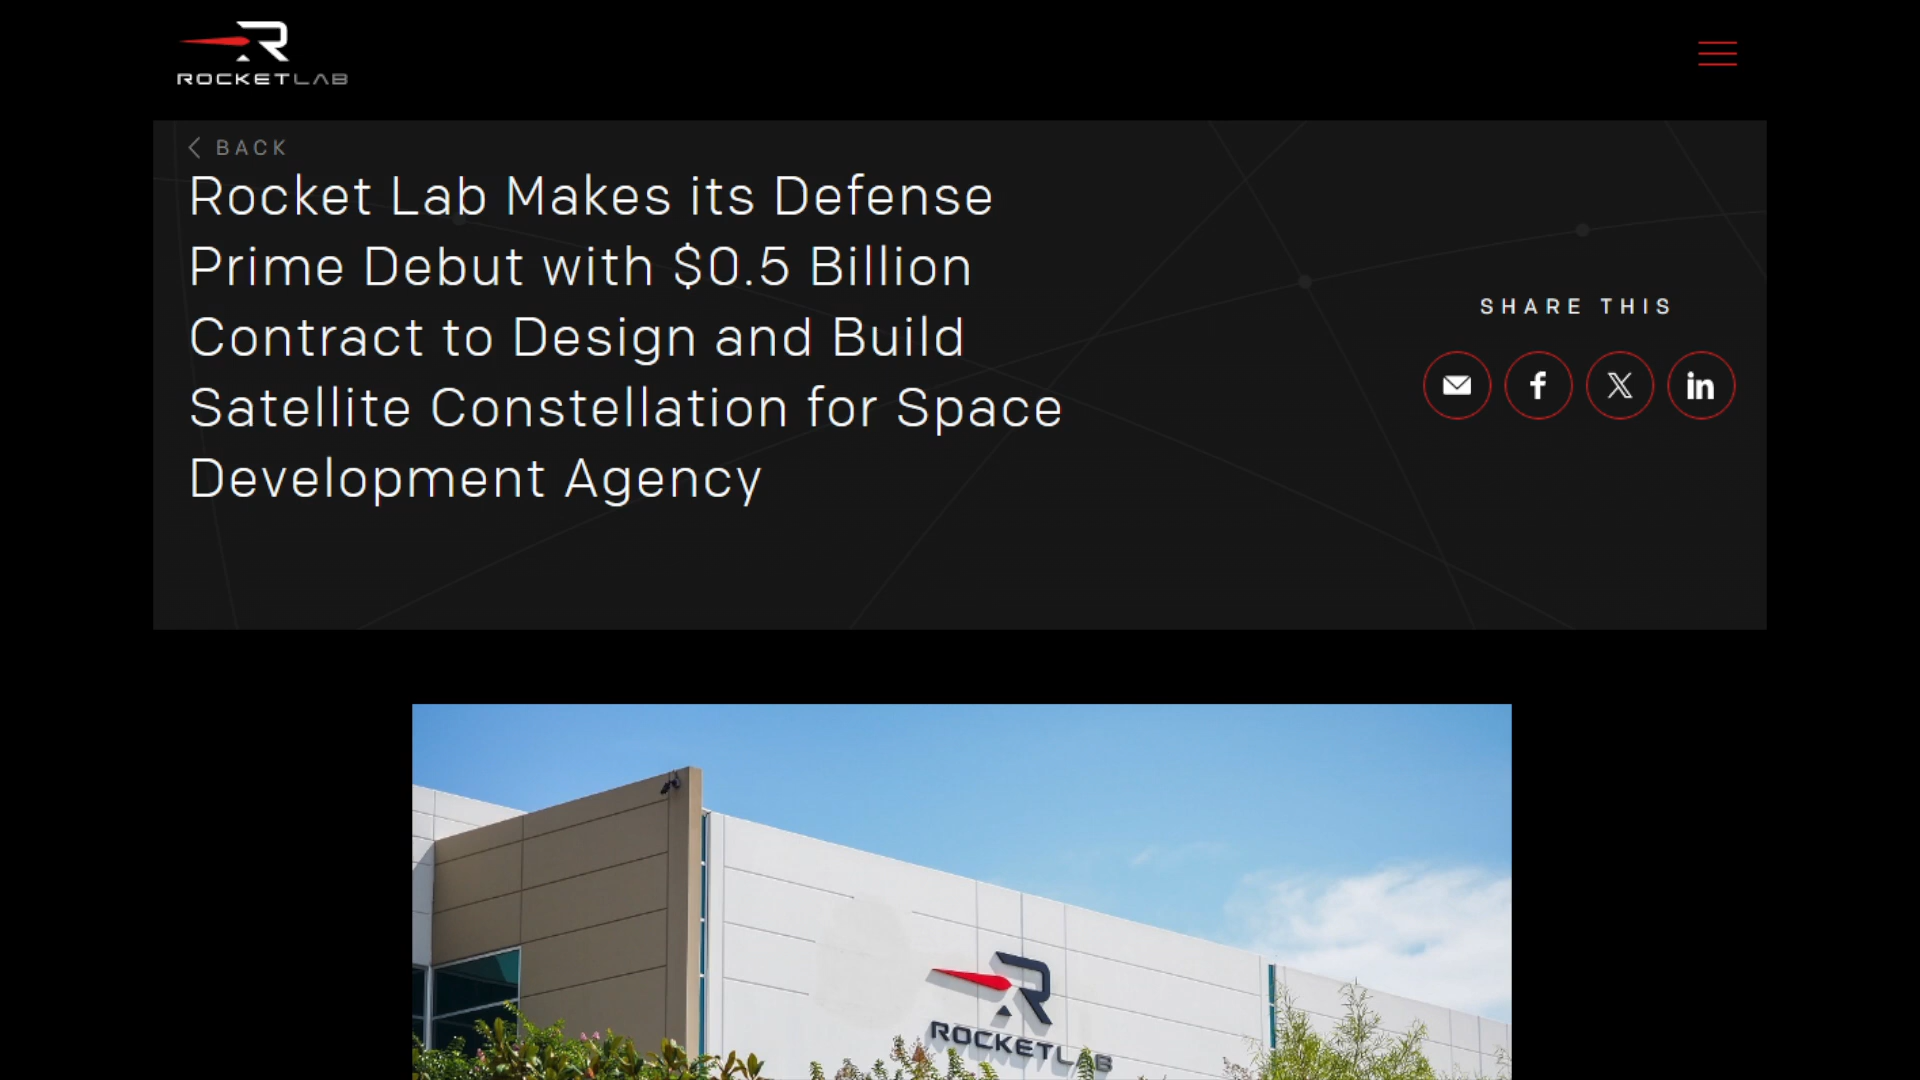 ROCKETLAB
BACK
Rocket Lab Makes its Defense
Prime Debut with $0.5 Billion
Contract to Design and Build
Satellite Constellation for Space
Development Agency
SHARE THIS
ROCKETLAB